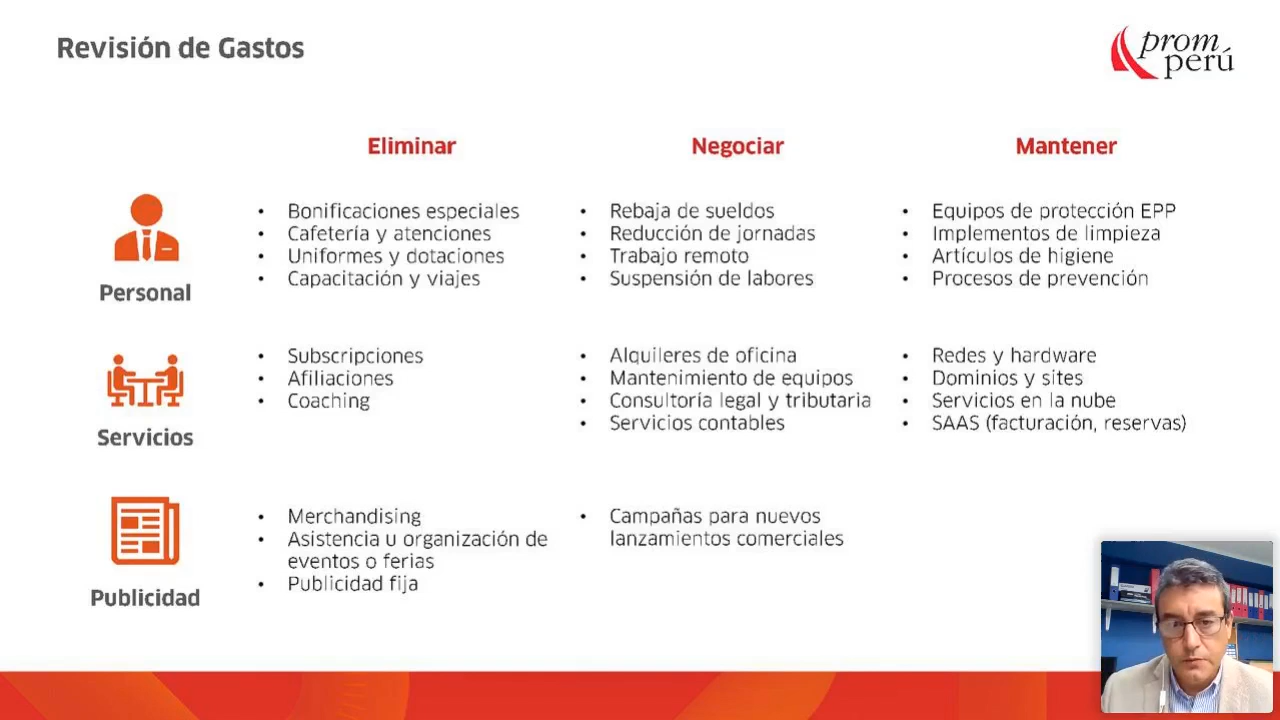 Revisión de Gastos
prom
perú
Eliminar
Negociar
Mantener
Personal
• Bonificaciones especiales
• Cafetería y atenciones
• Uniformes y dotaciones
• Capacitación y viajes
• Rebaja de sueldos
• Reducción de jornadas
• Trabajo remoto
• Suspensión de labores
• Equipos de protección EPP
• Implementos de limpieza
• Artículos de higiene
• Procesos de prevención
Servicios
• Subscripciones
• Afiliaciones
• Coaching
• Alquileres de oficina
• Mantenimiento de equipos
• Consultoría legal y tributaria
• Servicios contables
• Redes y hardware
• Dominios y sites
• Servicios en la nube
• SAAS (facturación, reservas)
Publicidad
• Merchandising
• Asistencia u organización de
eventos o ferias
• Publicidad fija
• Campañas para nuevos
lanzamientos comerciales